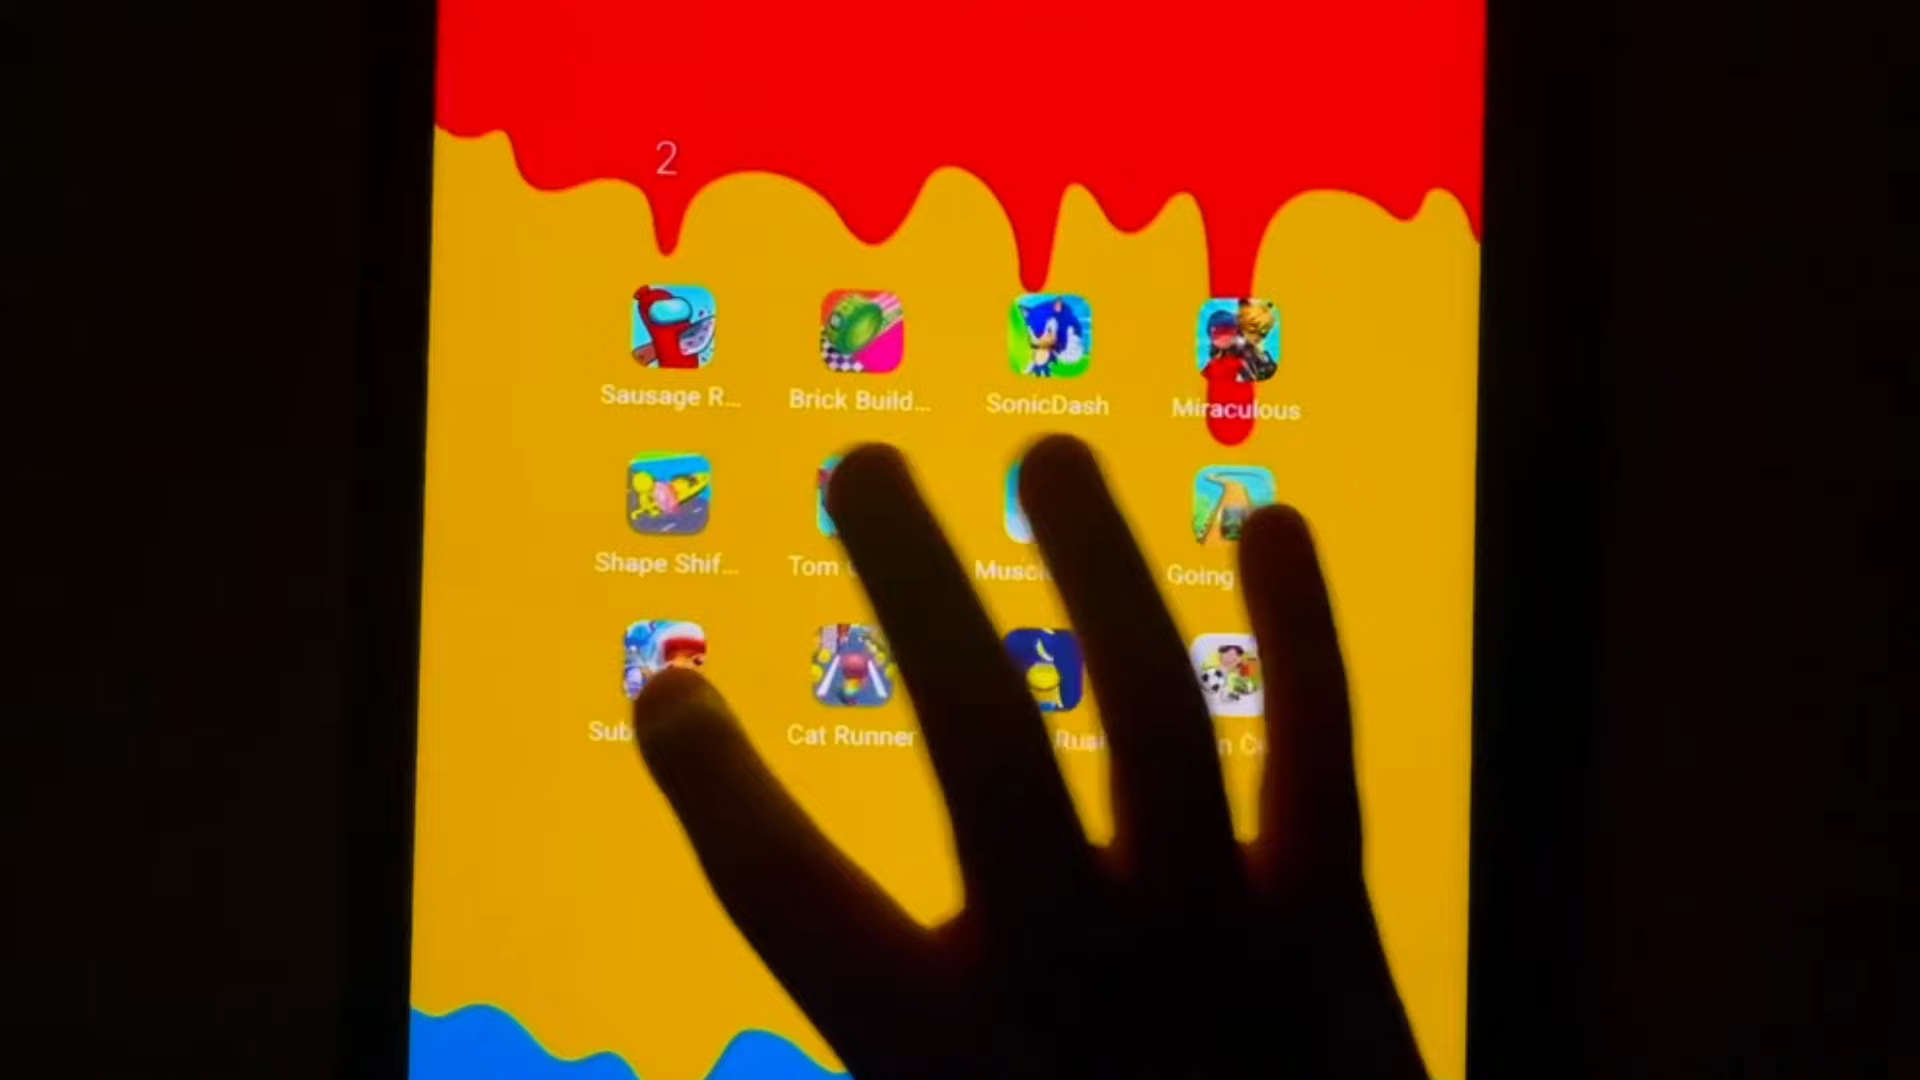 2
Sausage R...
Brick Build...
SonicDash
Miraculous
Shape Shif...
Tom
Going
Cat Runner